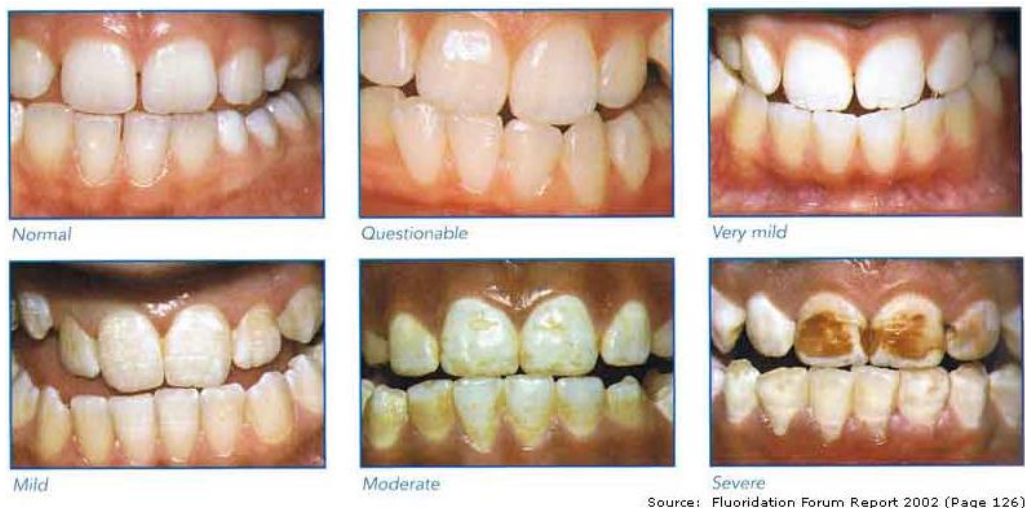 Normal
Questionable
Very mild
Mild
Moderate
Severe
Source: Fluoridation Forum Report 2002 (Page 126)